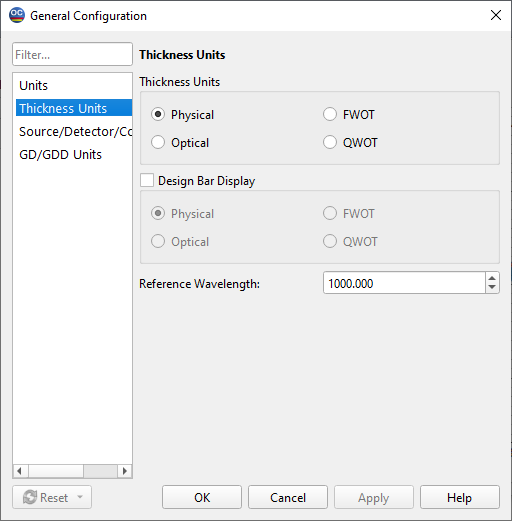 OC
General Configuration
Filter...
Units
Thickness Units
Source/Detector/Co
GD/GDD Units
Thickness Units
Thickness Units
Physical
FWOT
Optical
QWOT
Design Bar Display
Physical
FWOT
Optical
QWOT
Reference Wavelength:
1000.000
Reset
OK
Cancel
Apply
Help